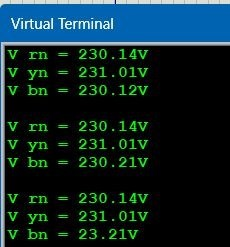 Virtual Terminal
V rn = 230.14V
V yn = 231.01V
V bn = 230.12V
V rn = 230.14V
V yn = 231.01V
V bn = 230.21V
V rn = 230.14V
V yn = 231.01V
V bn = 23.21V